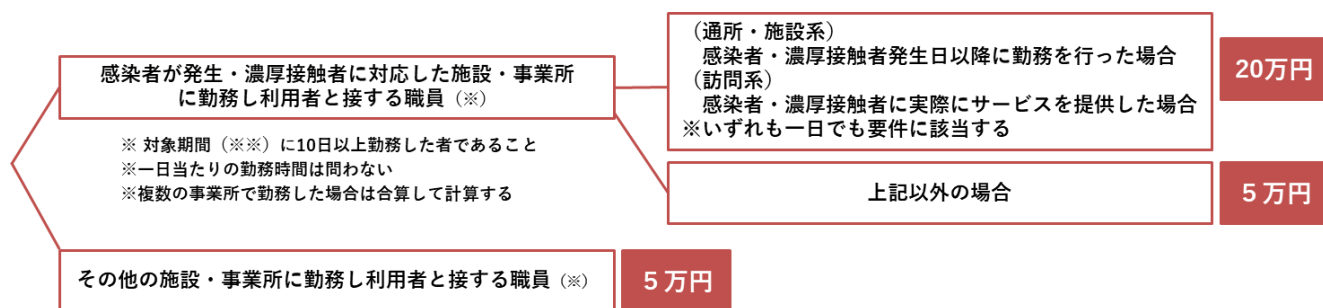 感染者が発生・濃厚接触者に対応した施設・事業所
に勤務し利用者と接する職員（※）
※ 対象期間（※※）に10日以上勤務した者であること
※一日当たりの勤務時間は問わない
※複数の事業所で勤務した場合は合算して計算する
（通所・施設系）
感染者・濃厚接触者発生日以降に勤務を行った場合
（訪問系）
感染者・濃厚接触者に実際にサービスを提供した場合
※いずれも一日でも要件に該当する
20万円
上記以外の場合
５万円
その他の施設・事業所に勤務し利用者と接する職員（※）
５万円